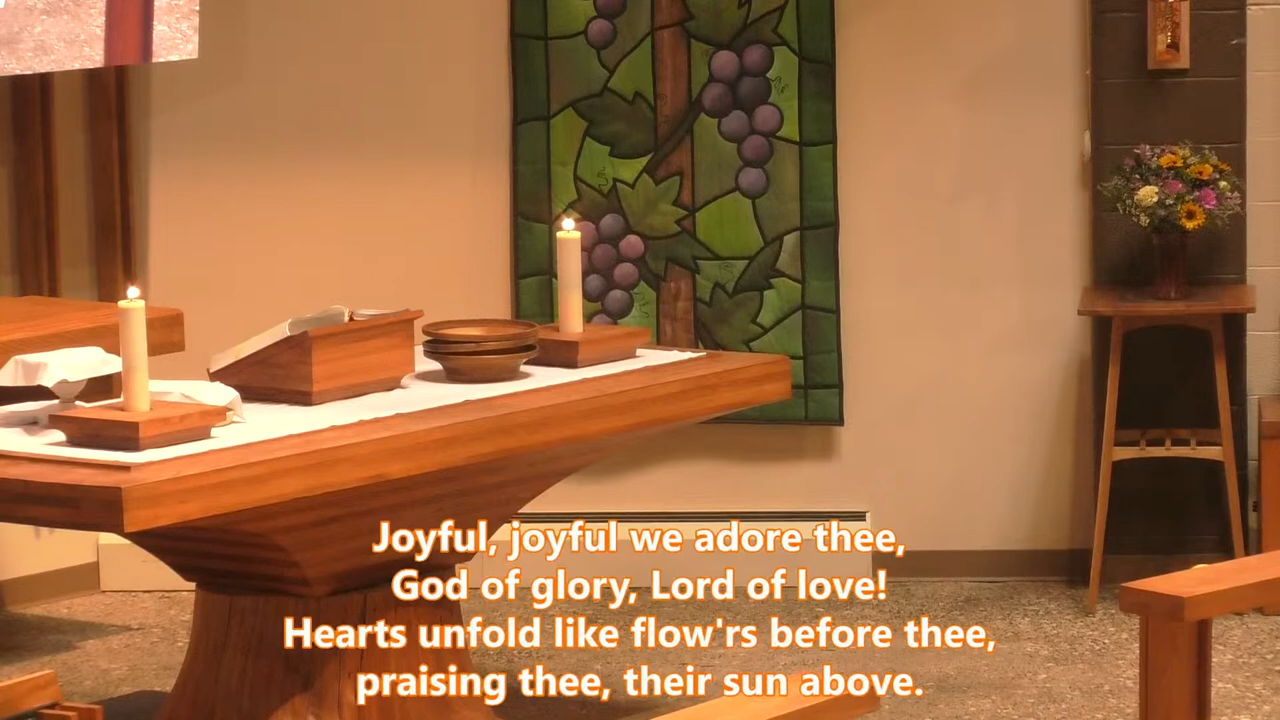 Joyful, joyful we adore thee,
God of glory, Lord of love!
Hearts unfold like flow'rs before thee,
praising thee, their sun above.